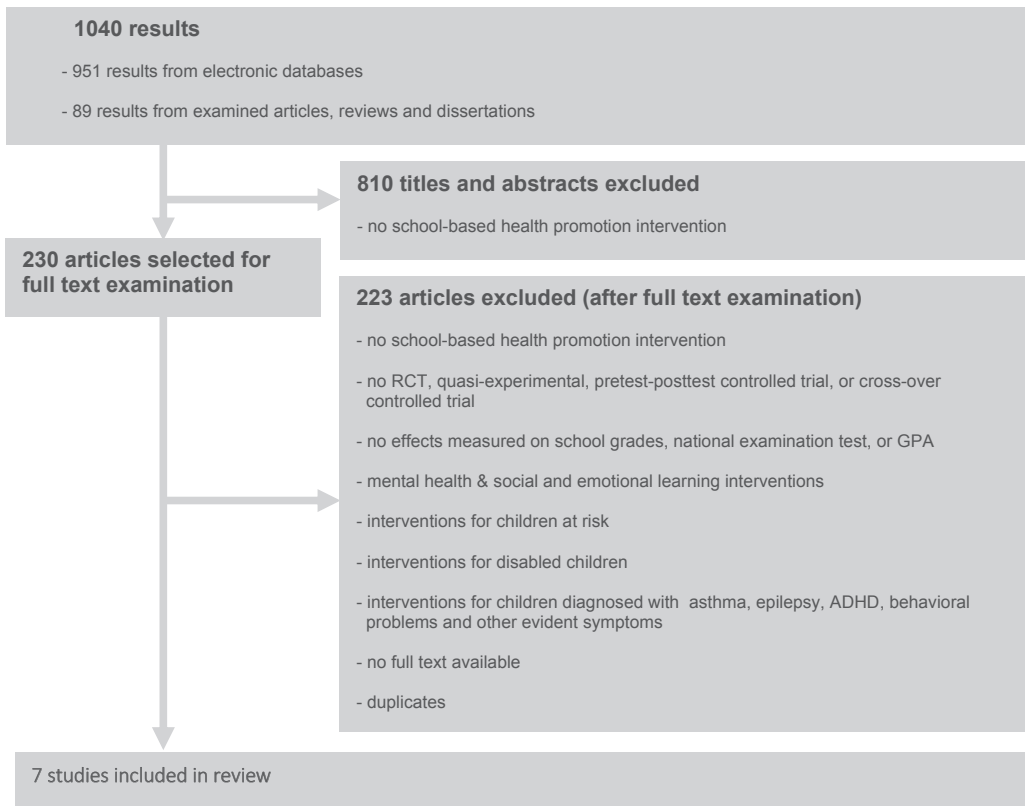 1040 results
- 951 results from electronic databases
- 89 results from examined articles, reviews and dissertations
810 titles and abstracts excluded
- no school-based health promotion intervention
230 articles selected for
full text examination
223 articles excluded (after full text examination)
- no school-based health promotion intervention
- no RCT, quasi-experimental, pretest-posttest controlled trial, or cross-over
controlled trial
- no effects measured on school grades, national examination test, or GPA
- mental health & social and emotional learning interventions
- interventions for children at risk
- interventions for disabled children
- interventions for children diagnosed with asthma, epilepsy, ADHD, behavioral
problems and other evident symptoms
- no full text available
- duplicates
7 studies included in review